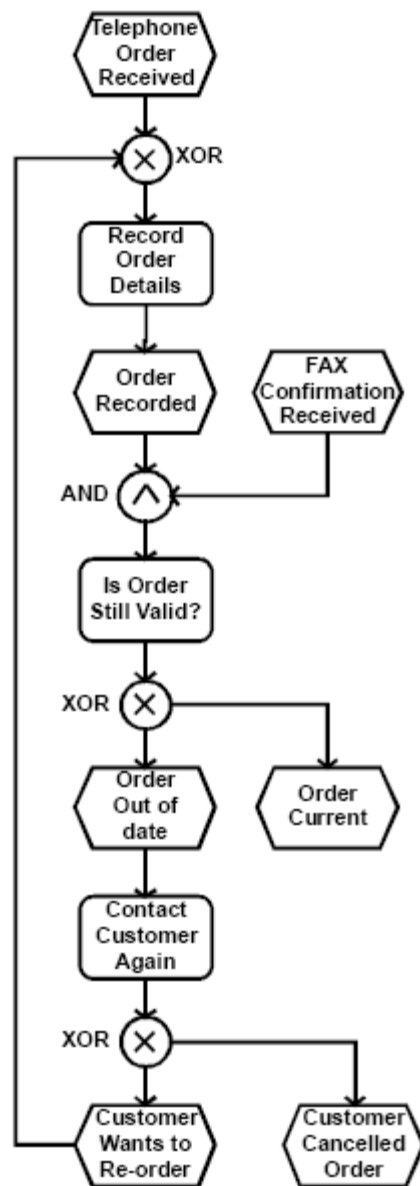 Telephone
Order
Received
XOR
Record
Order
Details
Order
Recorded
FAX
Confirmation
Received
AND
Is Order
Still Valid?
XOR
Order
Out of
date
Order
Current
Contact
Customer
Again
XOR
Customer
Wants to
Re-order
Customer
Cancelled
Order